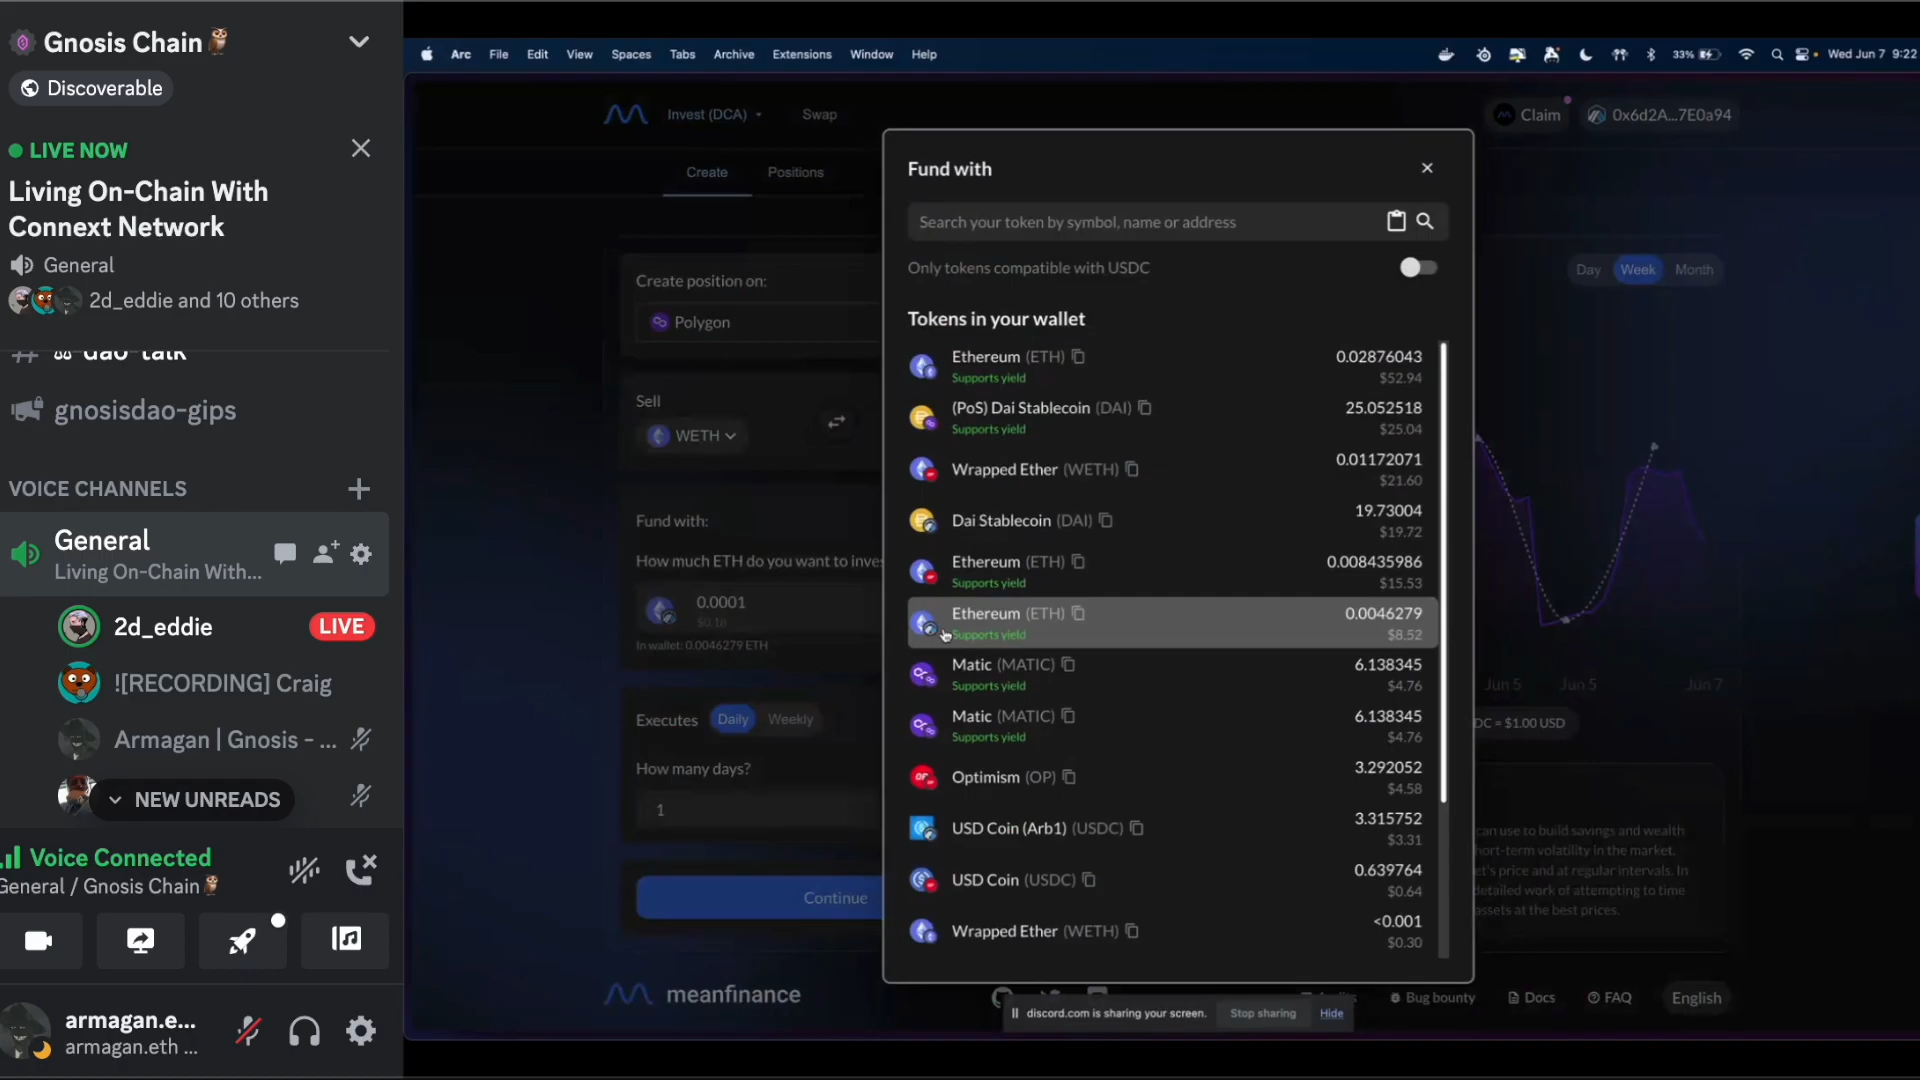 Gnosis Chain
Discoverable
LIVE NOW
Living On-Chain With
Connext Network
General
2d_eddie and 10 others
dao-talk
gnosisdao-gips
VOICE CHANNELS
General
Living On-Chain With...
2d_eddie
LIVE
![RECORDING] Craig
Armagan | Gnosis - ...
NEW UNREADS
Voice Connected
General / Gnosis Chain
armagan.e...
armagan.eth ...
Arc File Edit View Spaces Tabs Archive Extensions Window Help
33%
Wed Jun 7 9:22
Invest (DCA)
Swap
Claim
0x6d2A...7E0a94
Create
Positions
Create position on:
Polygon
Sell
WETH
Fund with:
How much ETH do you want to inves
0.0001
$0.18
In wallet: 0.0046279 ETH
Executes
Daily
Weekly
How many days?
1
Continue
meanfinance
Fund with
Search your token by symbol, name or address
Only tokens compatible with USDC
Tokens in your wallet
Ethereum (ETH)
0.02876043
Supports yield
$52.94
(PoS) Dai Stablecoin (DAI)
25.052518
Supports yield
$25.04
Wrapped Ether (WETH)
0.01172071
$21.60
Dai Stablecoin (DAI)
19.73004
$19.72
Ethereum (ETH)
0.008435986
Supports yield
$15.53
Ethereum (ETH)
0.0046279
Supports yield
$8.52
Matic (MATIC)
6.138345
Supports yield
$4.76
Matic (MATIC)
6.138345
Supports yield
$4.76
Optimism (OP)
3.292052
$4.58
USD Coin (Arb1) (USDC)
3.315752
$3.31
USD Coin (USDC)
0.639764
$0.64
Wrapped Ether (WETH)
<0.001
$0.30
Day
Week
Month
Jun 5
Jun 5
Jun 7
DC = $1.00 USD
can use to build savings and wealth
hort-term volatility in the market.
et's price and at regular intervals. In
detailed work of attempting to time
assets at the best prices.
Bug bounty
Docs
FAQ
English
discord.com is sharing your screen.
Stop sharing
Hide